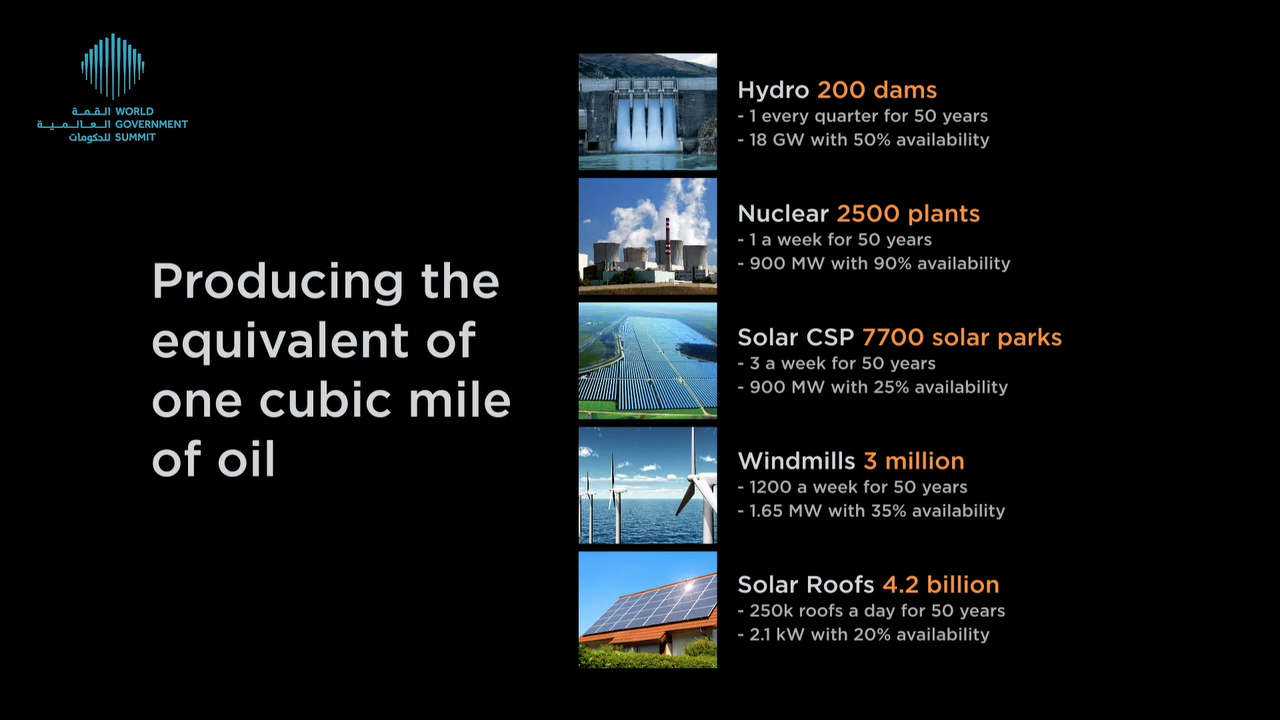 القمة WORLD
العالمية GOVERNMENT
للحكومات SUMMIT
Producing the
equivalent of
one cubic mile
of oil
Hydro 200 dams
- 1 every quarter for 50 years
- 18 GW with 50% availability
Nuclear 2500 plants
- 1 a week for 50 years
- 900 MW with 90% availability
Solar CSP 7700 solar parks
- 3 a week for 50 years
- 900 MW with 25% availability
Windmills 3 million
- 1200 a week for 50 years
- 1.65 MW with 35% availability
Solar Roofs 4.2 billion
- 250k roofs a day for 50 years
- 2.1 kW with 20% availability